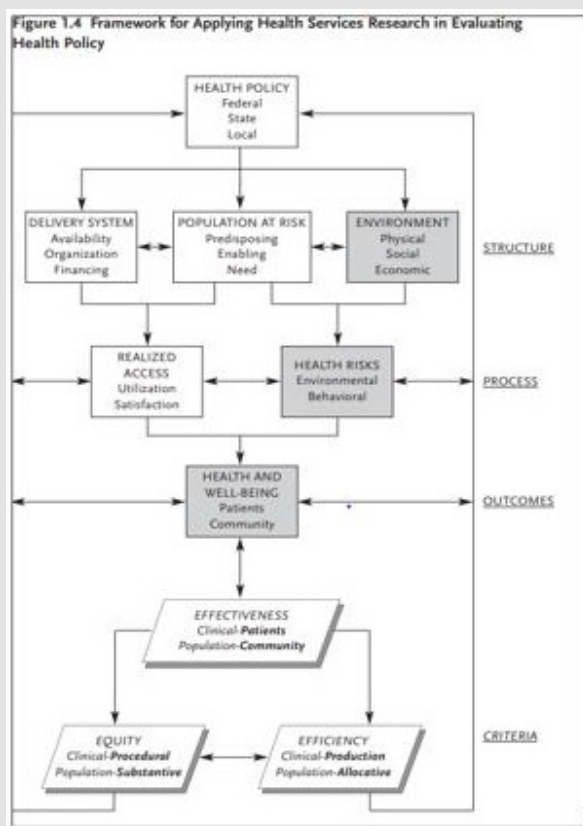 Figure 1.4 Framework for Applying Health Services Research in Evaluating
Health Policy
HEALTH POLICY
Federal
State
Local
DELIVERY SYSTEM
Availability
Organization
Financing
POPULATION AT RISK
Predisposing
Enabling
Need
ENVIRONMENT
Physical
Social
Economic
STRUCTURE
REALIZED
ACCESS
Utilization
Satisfaction
HEALTH RISKS
Environmental
Behavioral
PROCESS
HEALTH AND
WELL-BEING
Patients
Community
OUTCOMES
EFFECTIVENESS
Clinical-Patients
Population-Community
EQUITY
Clinical-Procedural
Population-Substantive
EFFICIENCY
Clinical-Production
Population-Allocative
CRITERIA